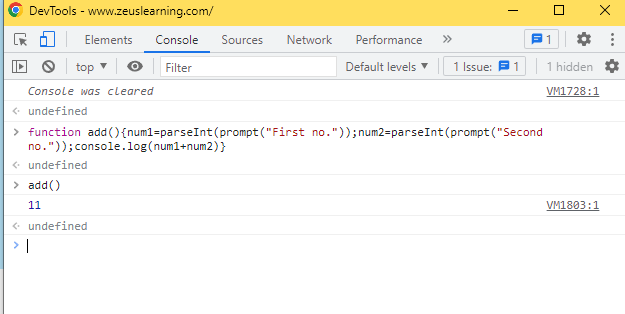 DevTools - www.zeuslearning.com/
Elements Console Sources Network Performance » 1
top ▼ Filter Default levels ▼ 1 Issue: 1 1 hidden
Console was cleared VM1728:1
undefined
function add(){num1=parseInt(prompt("First no."));num2=parseInt(prompt("Second
no."));console.log(num1+num2)}
undefined
add()
11 VM1803:1
undefined